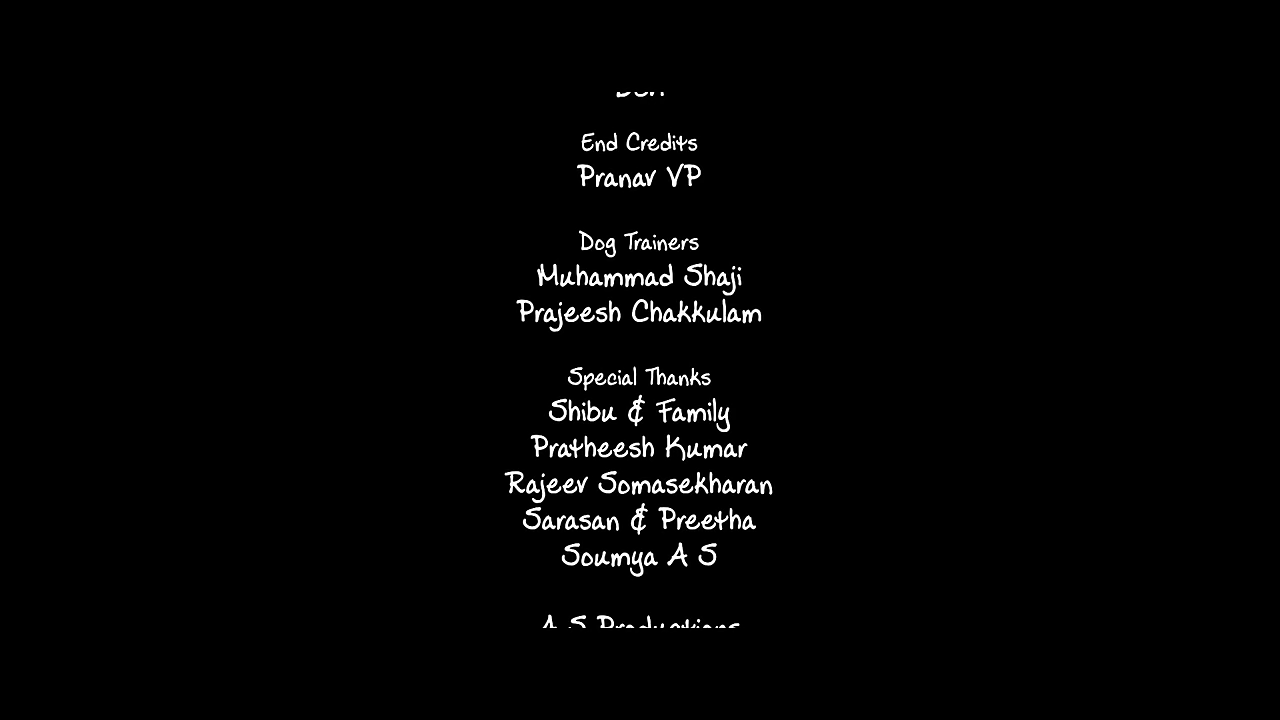 End Credits
Pranav VP
Dog Trainers
Muhammad Shaji
Prajeesh Chakkulam
Special Thanks
Shibu & Family
Pratheesh Kumar
Rajeev Somasekharan
Sarasan & Preetha
Soumya A S
A S Productions